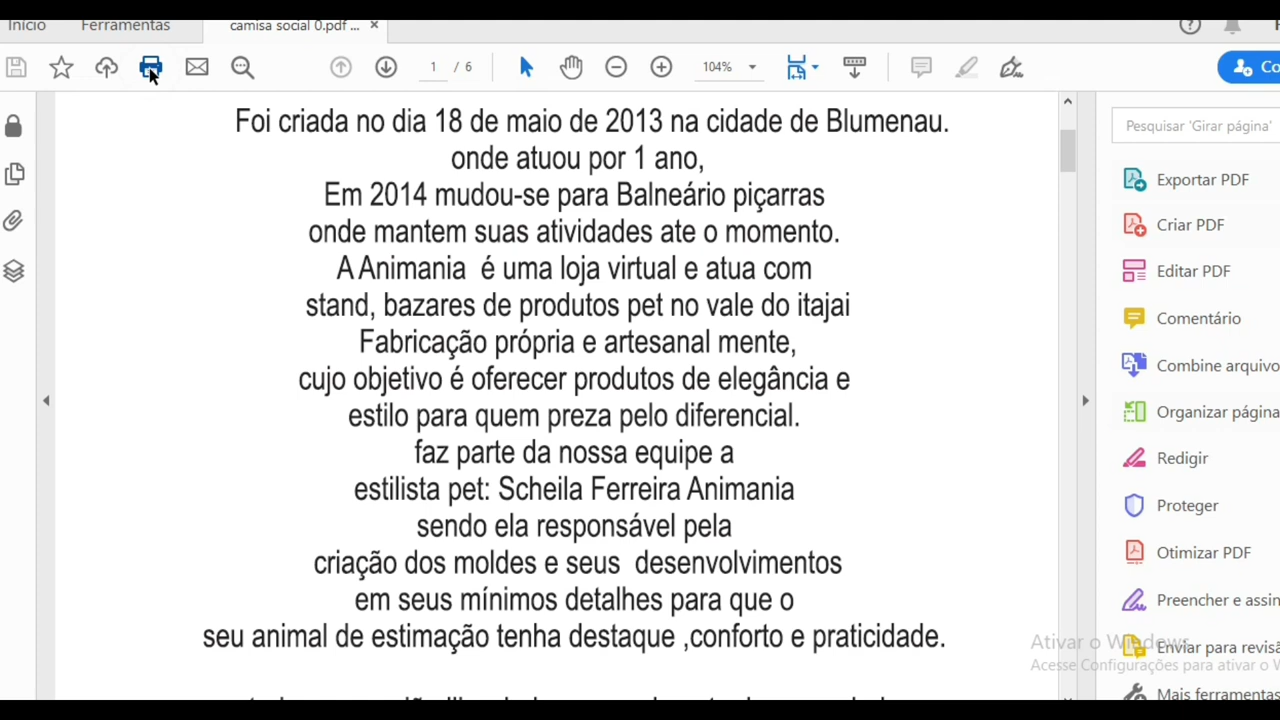 Início Ferramentas camisa social 0.pdf ... ×
1 / 6 104%
Foi criada no dia 18 de maio de 2013 na cidade de Blumenau.
onde atuou por 1 ano,
Em 2014 mudou-se para Balneário piçarras
onde mantem suas atividades ate o momento.
A Animania é uma loja virtual e atua com
stand, bazares de produtos pet no vale do itajai
Fabricação própria e artesanal mente,
cujo objetivo é oferecer produtos de elegância e
estilo para quem preza pelo diferencial.
faz parte da nossa equipe a
estilista pet: Scheila Ferreira Animania
sendo ela responsável pela
criação dos moldes e seus desenvolvimentos
em seus mínimos detalhes para que o
seu animal de estimação tenha destaque ,conforto e praticidade.
Co
Pesquisar 'Girar página'
Exportar PDF
Criar PDF
Editar PDF
Comentário
Combine arquivo
Organizar página
Redigir
Proteger
Otimizar PDF
Preencher e assin
Enviar para revisã
Mais ferramentas
Ativar o Windows
Acesse Configurações para ativar o W